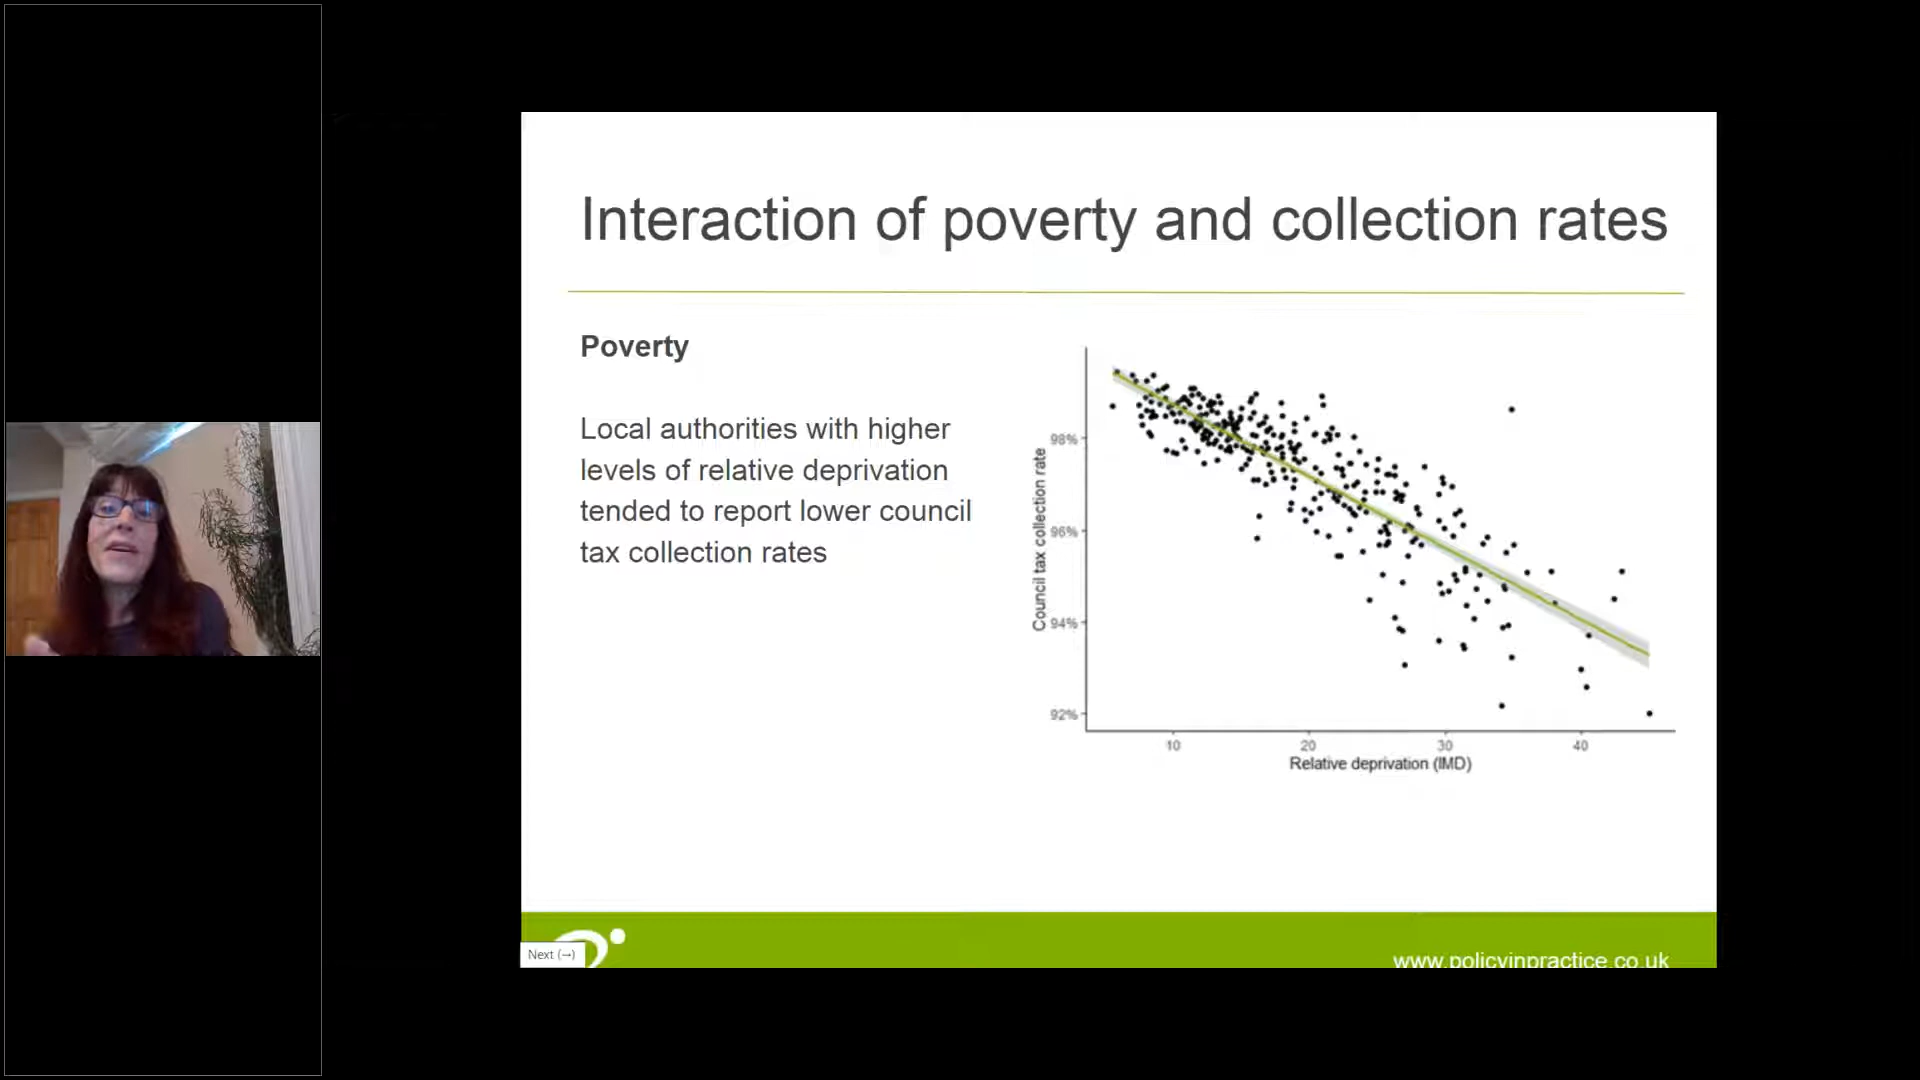 Interaction of poverty and collection rates
Poverty
Local authorities with higher
levels of relative deprivation
tended to report lower council
tax collection rates
Council tax collection rate
98%
96%
94%
92%
10
20
30
40
Relative deprivation (IMD)
Next (→)
www.policyinpractice.co.uk